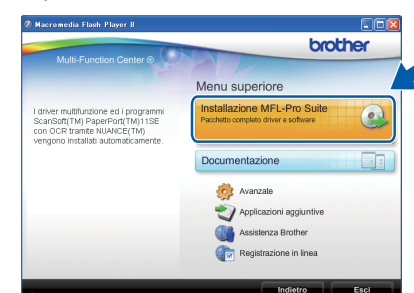 Macromedia Flash Player 8
brother
Multi-Function Center ®
Menu superiore
I driver multifunzione ed i programmi
ScanSoft(TM) PaperPort(TM)11SE
con OCR tramite NUANCE(TM)
vengono installati automaticamente.
Installazione MFL-Pro Suite
Pacchetto completo driver e software
Documentazione
Avanzate
Applicazioni aggiuntive
Assistenza Brother
Registrazione in linea
Indietro
Esci